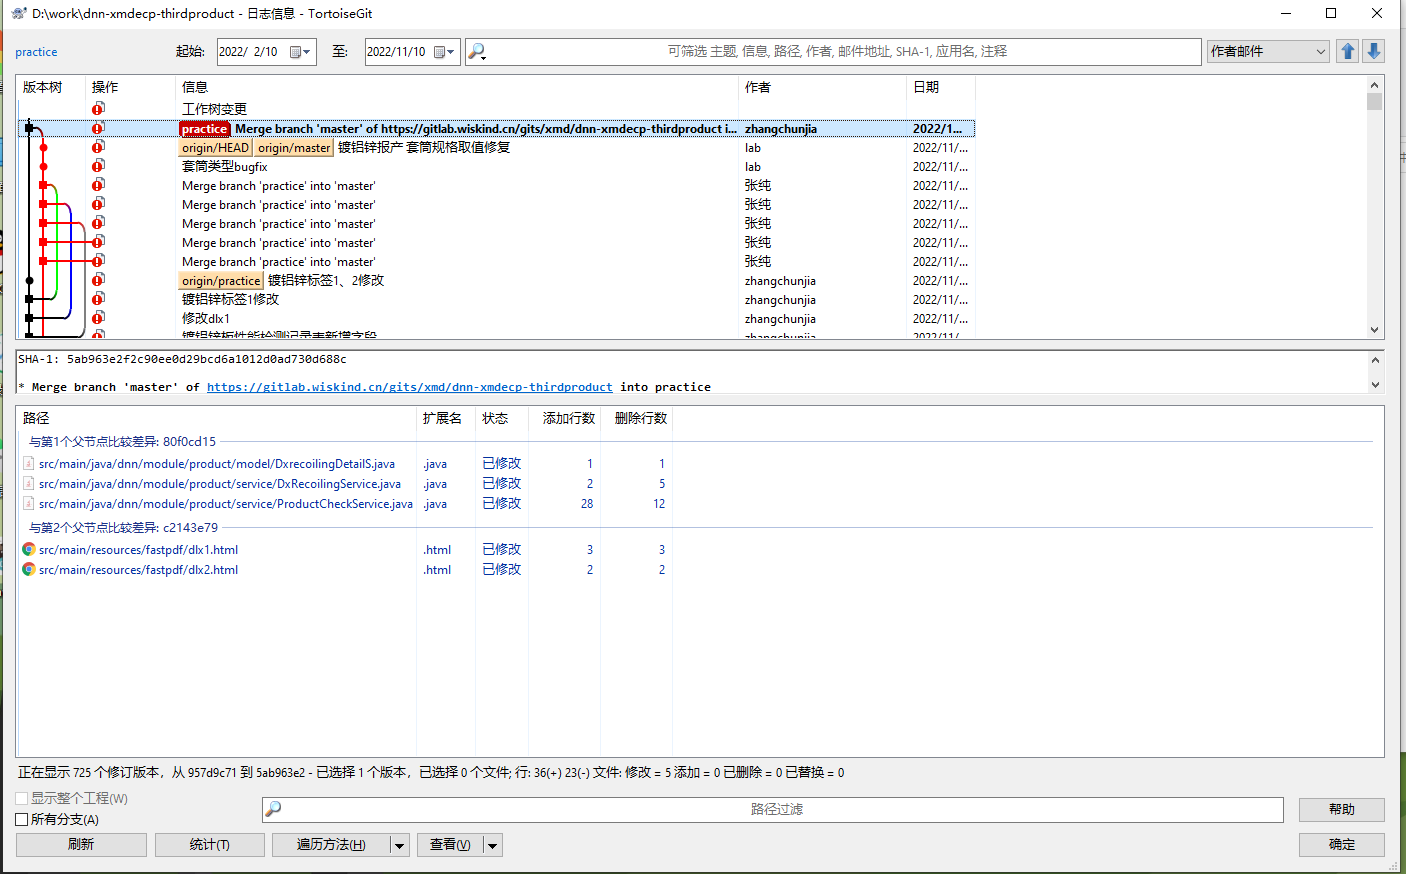 D:\work\dnn-xmdecp-thirdproduct - 日志信息 - TortoiseGit
practice 起始: 2022/ 2/10 至: 2022/11/10 可筛选 主题, 信息, 路径, 作者, 邮件地址, SHA-1, 应用名, 注释 作者邮件
版本树 操作 信息 作者 日期
工作树变更
practice Merge branch 'master' of https://gitlab.wiskind.cn/gits/xmd/dnn-xmdecp-thirdproduct i... zhangchunjia 2022/1...
origin/HEAD origin/master 镀铝锌报产 套筒规格取值修复 lab 2022/11/...
套筒类型bugfix lab 2022/11/...
Merge branch 'practice' into 'master' 张纯 2022/11/...
Merge branch 'practice' into 'master' 张纯 2022/11/...
Merge branch 'practice' into 'master' 张纯 2022/11/...
Merge branch 'practice' into 'master' 张纯 2022/11/...
Merge branch 'practice' into 'master' 张纯 2022/11/...
origin/practice 镀铝锌标签1、2修改 zhangchunjia 2022/11/...
镀铝锌标签1修改 zhangchunjia 2022/11/...
修改dlx1 zhangchunjia 2022/11/...
镀铝锌板性能检测记录表新增字段 zhangchunjia 2022/11/...
SHA-1: 5ab963e2f2c90ee0d29bcd6a1012d0ad730d688c
* Merge branch 'master' of https://gitlab.wiskind.cn/gits/xmd/dnn-xmdecp-thirdproduct into practice
路径 扩展名 状态 添加行数 删除行数
与第1个父节点比较差异: 80f0cd15
src/main/java/dnn/module/product/model/DxrecoilingDetailS.java .java 已修改 1 1
src/main/java/dnn/module/product/service/DxRecoilingService.java .java 已修改 2 5
src/main/java/dnn/module/product/service/ProductCheckService.java .java 已修改 28 12
与第2个父节点比较差异: c2143e79
src/main/resources/fastpdf/dlx1.html .html 已修改 3 3
src/main/resources/fastpdf/dlx2.html .html 已修改 2 2
正在显示 725 个修订版本，从 957d9c71 到 5ab963e2 - 已选择 1 个版本，已选择 0 个文件; 行: 36(+) 23(-) 文件: 修改 = 5 添加 = 0 已删除 = 0 已替换 = 0
显示整个工程(W)
路径过滤 帮助
所有分支(A)
刷新 统计(T) 遍历方法(H) 查看(V) 确定